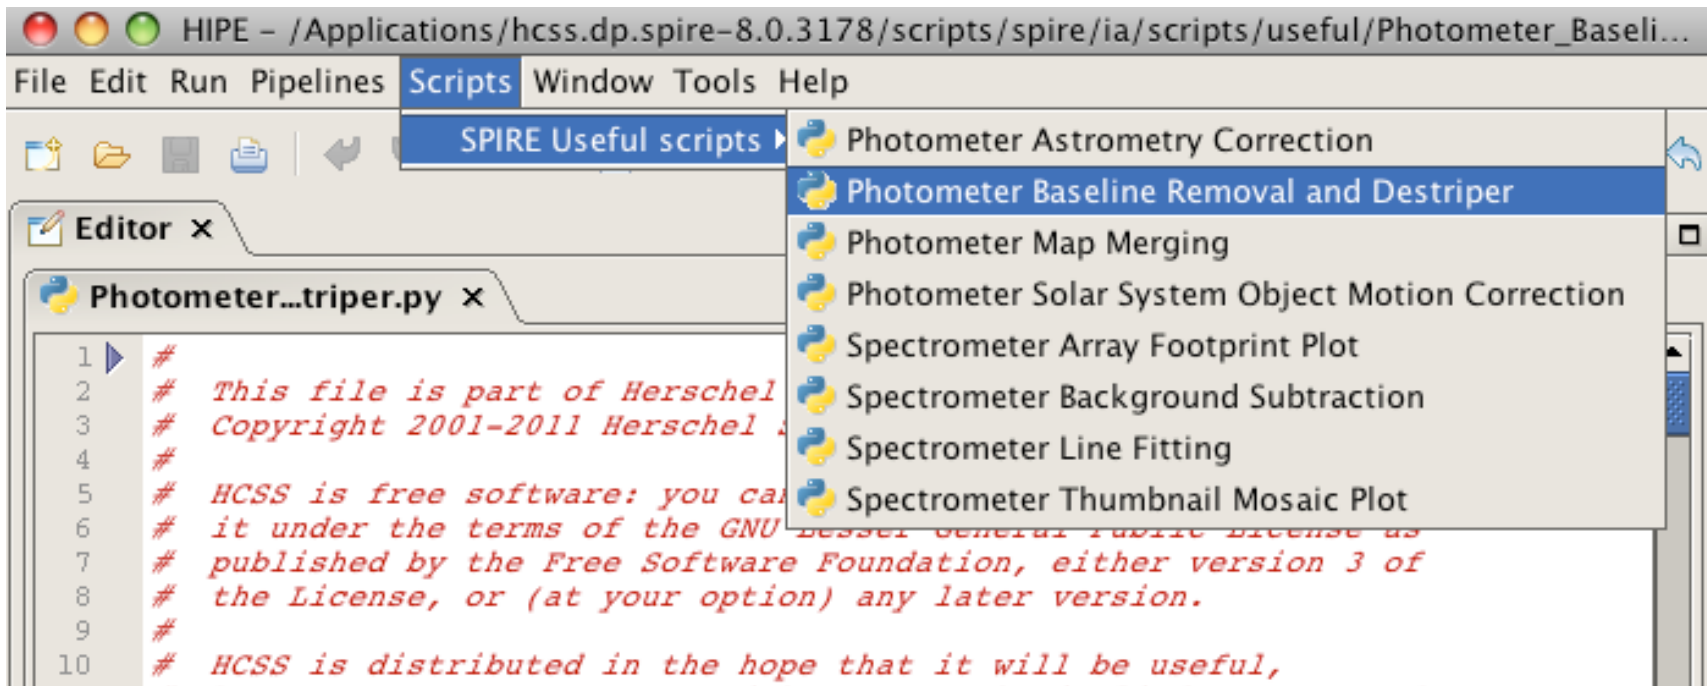 HIPE – /Applications/hcss.dp.spire-8.0.3178/scripts/spire/ia/scripts/useful/Photometer_Baseli...
File Edit Run Pipelines Scripts Window Tools Help
SPIRE Useful scripts
Photometer Astrometry Correction
Photometer Baseline Removal and Destriper
Photometer Map Merging
Photometer Solar System Object Motion Correction
Spectrometer Array Footprint Plot
Spectrometer Background Subtraction
Spectrometer Line Fitting
Spectrometer Thumbnail Mosaic Plot
Editor ×
Photometer...triper.py ×
1 #
2 # This file is part of Herschel
3 # Copyright 2001-2011 Herschel
4 #
5 # HCSS is free software: you can
6 # it under the terms of the GNU Lesser General Public License as
7 # published by the Free Software Foundation, either version 3 of
8 # the License, or (at your option) any later version.
9 #
10 # HCSS is distributed in the hope that it will be useful,